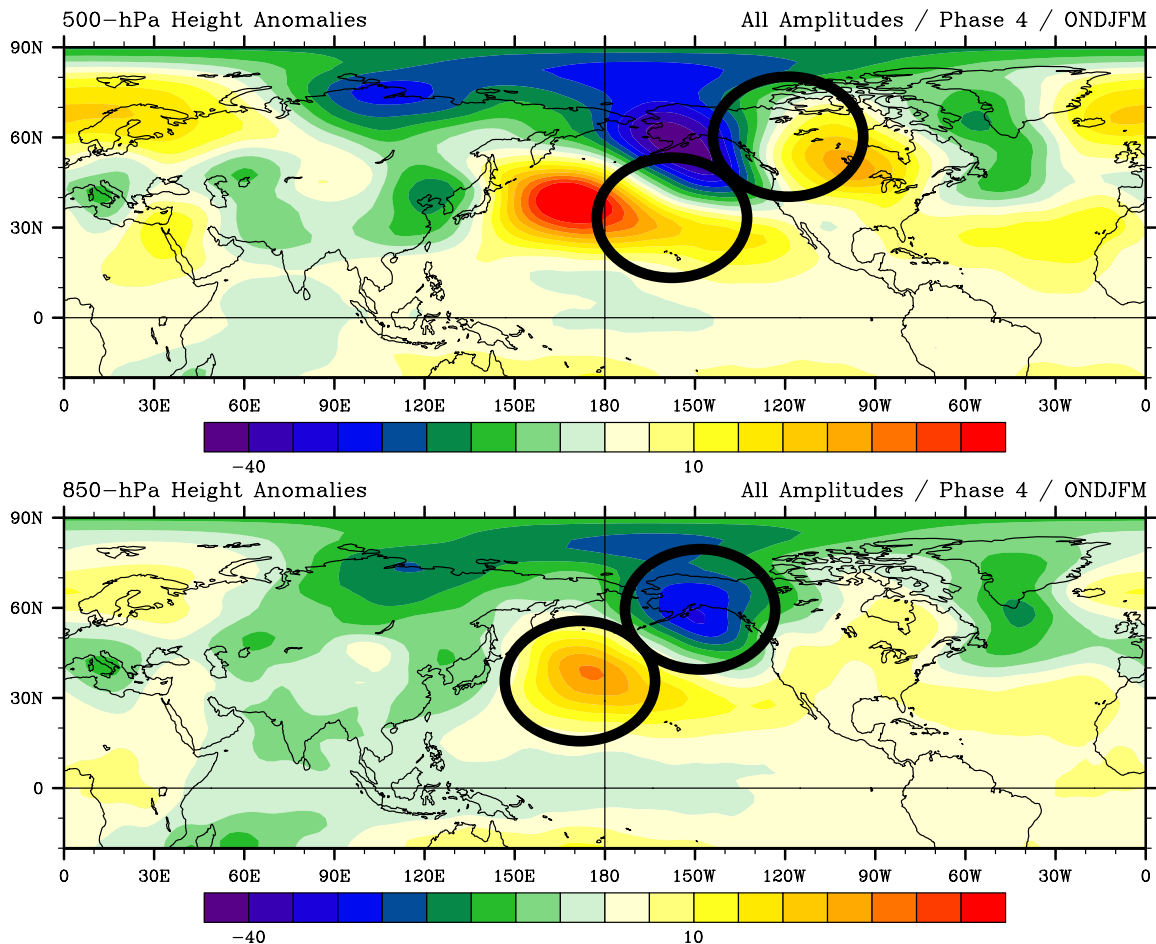 500-hPa Height Anomalies All Amplitudes / Phase 4 / ONDJFM
90N
60N
30N
0
0 30E 60E 90E 120E 150E 180 150W 120W 90W 60W 30W 0
-40 10
850-hPa Height Anomalies All Amplitudes / Phase 4 / ONDJFM
90N
60N
30N
0
0 30E 60E 90E 120E 150E 180 150W 120W 90W 60W 30W 0
-40 10